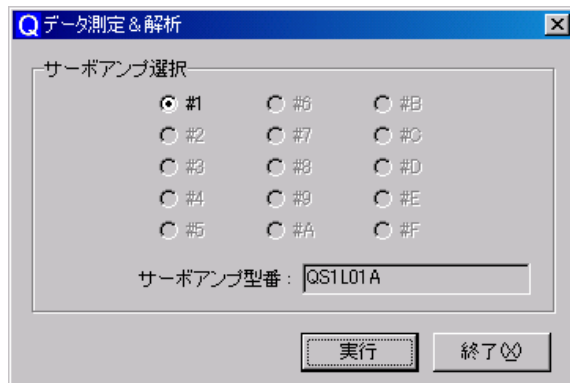 Q データ測定＆解析
サーボアンプ選択
#1 #6 #B
#2 #7 #C
#3 #8 #D
#4 #9 #E
#5 #A #F
サーボアンプ型番： QS1L01A
実行 終了(X)